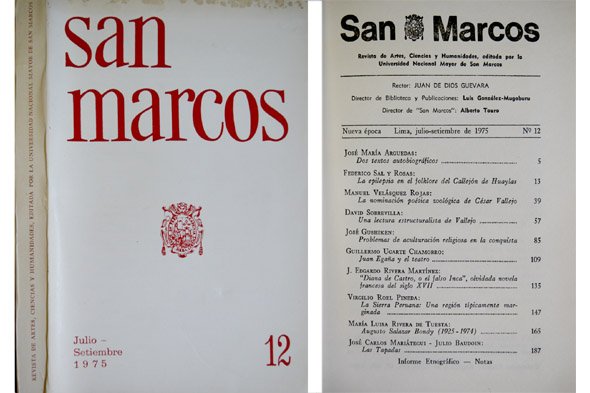 REVISTA DE ARTES, CIENCIAS Y HUMANIDADES, EDITADA POR LA UNIVERSIDAD NACIONAL MAYOR DE SAN MARCOS
san
marcos
Julio –
Setiembre
1975
12
San Marcos
Revista de Artes, Ciencias y Humanidades, editada por la
Universidad Nacional Mayor de San Marcos
Rector: JUAN DE DIOS GUEVARA
Director de Biblioteca y Publicaciones: Luis González-Mugaburu
Director de "San Marcos": Alberto Tauro
Nueva época Lima, julio-setiembre de 1975 Nº 12
JOSÉ MARÍA ARGUEDAS:
Dos textos autobiográficos 5
FEDERICO SAL Y ROSAS:
La epilepsia en el folklore del Callejón de Huaylas 13
MANUEL VELÁSQUEZ ROJAS:
La nominación poética zoológica de César Vallejo 39
DAVID SOBREVILLA:
Una lectura estructuralista de Vallejo 57
JOSÉ GUSHIKEN:
Problemas de aculturación religiosa en la conquista 85
GUILLERMO UGARTE CHAMORRO:
Juan Egaña y el teatro 109
J. EDGARDO RIVERA MARTÍNEZ:
"Diana de Castro, o el falso Inca", olvidada novela
francesa del siglo XVII 135
VIRGILIO ROEL PINEDA:
La Sierra Peruana: Una región típicamente mar-
ginada 147
MARÍA LUISA RIVERA DE TUESTA:
Augusto Salazar Bondy (1925 - 1974) 165
JOSÉ CARLOS MARIÁTEGUI - JULIO BAUDOIN:
Las Tapadas 187
Informe Etnográfico — Notas